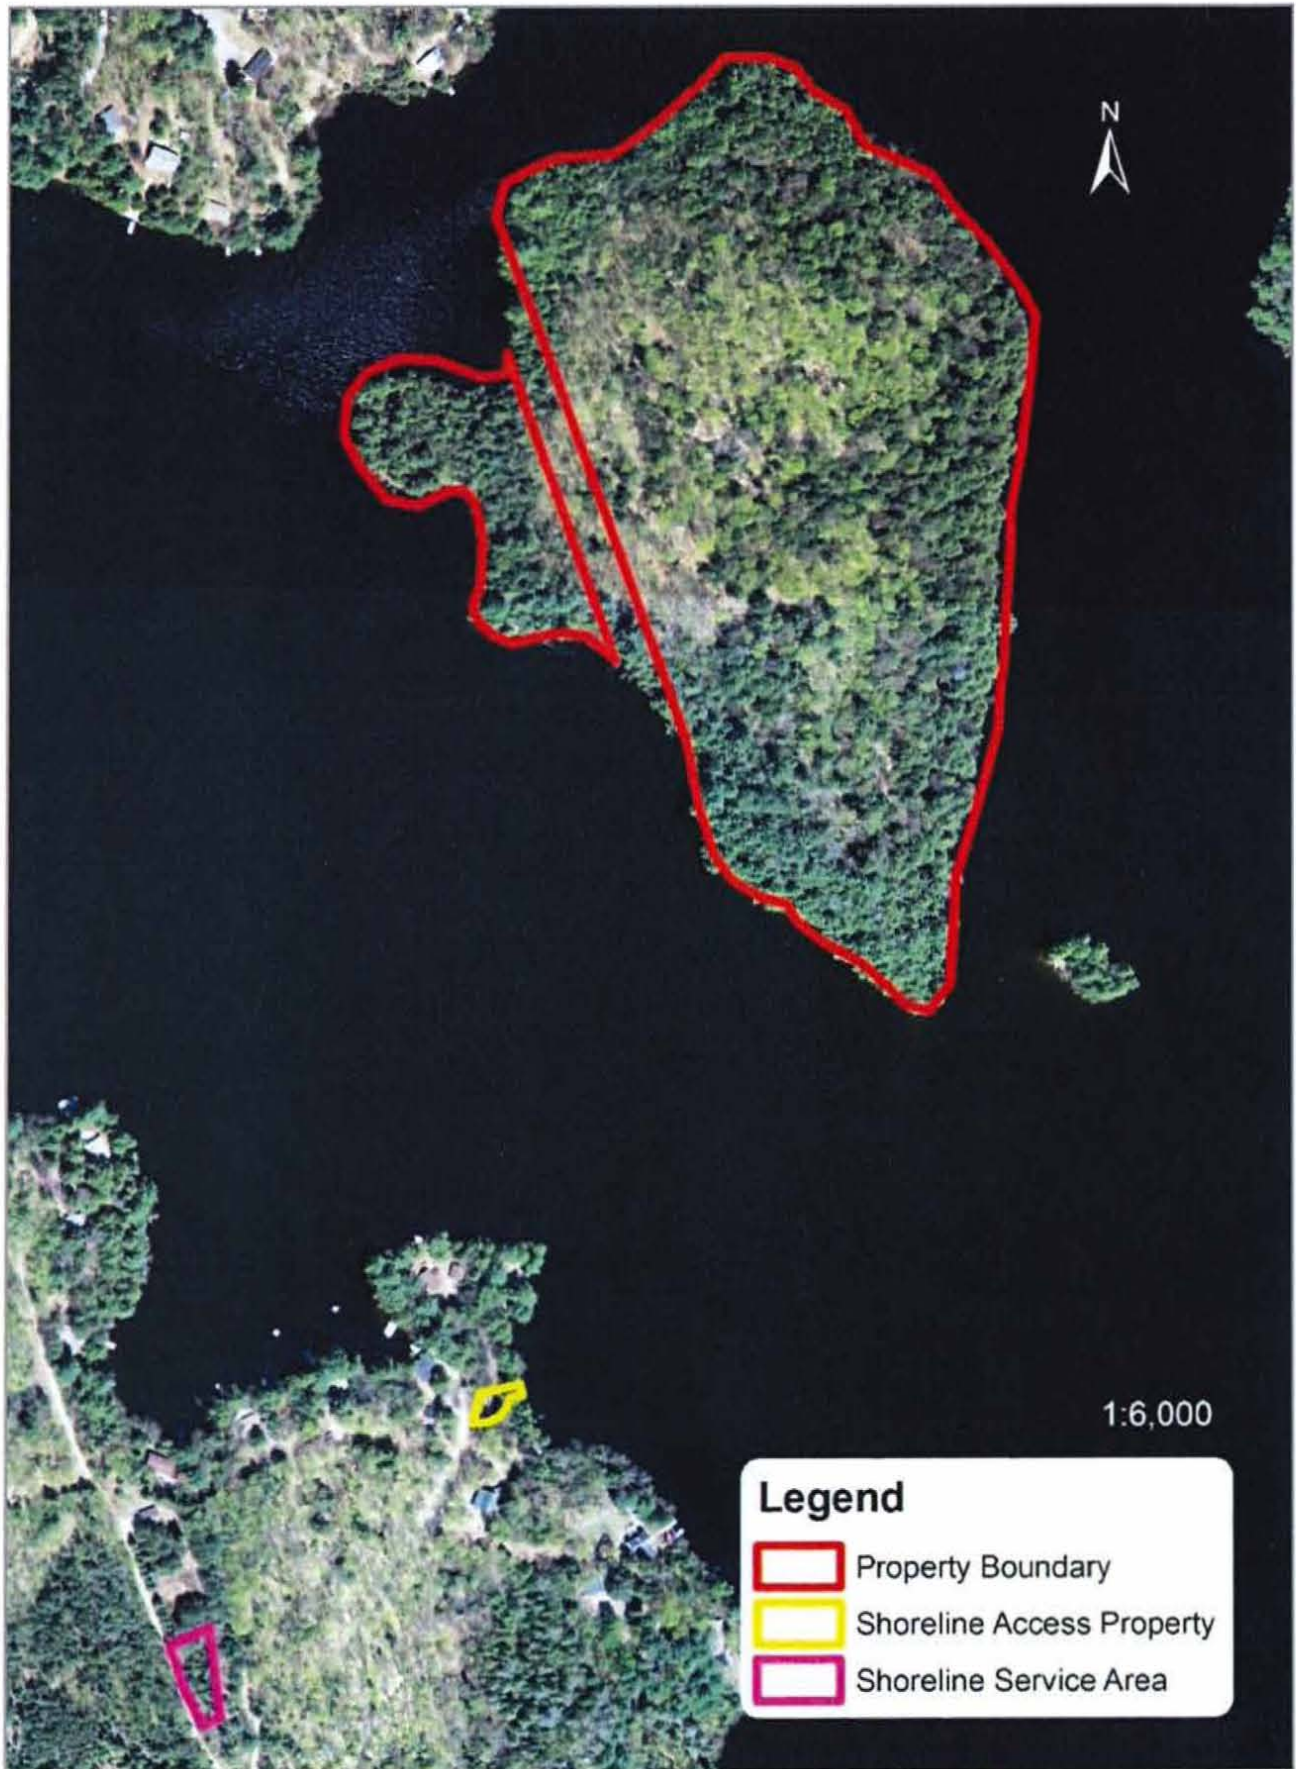 N
1:6,000
Legend
Property Boundary
Shoreline Access Property
Shoreline Service Area